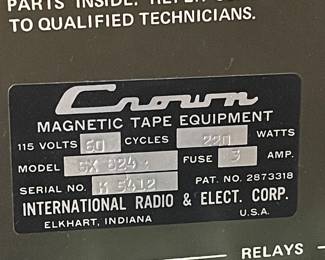 PARTS INSIDE. REFER
TO QUALIFIED TECHNICIANS.
Crown
MAGNETIC TAPE EQUIPMENT
115 VOLTS 60 CYCLES 220 WATTS
MODEL SX 824 FUSE 3 AMP.
SERIAL NO. K 5412 PAT. NO. 2873318
INTERNATIONAL RADIO & ELECT. CORP.
ELKHART, INDIANA U.S.A.
RELAYS